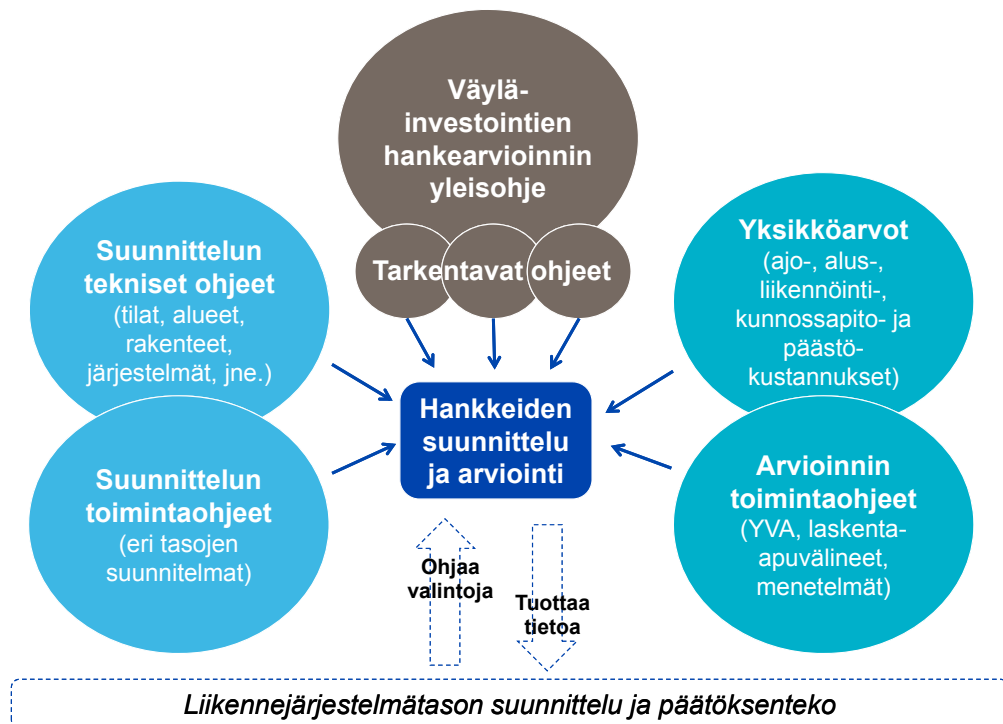 Väylä-
investointien
hankearvioinnin
yleisohje
Tarkentavat ohjeet
Suunnittelun
tekniset ohjeet
(tilat, alueet,
rakenteet,
järjestelmät, jne.)
Suunnittelun
toimintaohjeet
(eri tasojen
suunnitelmat)
Hankkeiden
suunnittelu
ja arviointi
Yksikköarvot
(ajo-, alus-,
liikennöinti-,
kunnossapito- ja
päästö-
kustannukset)
Arvioinnin
toimintaohjeet
(YVA, laskenta-
apuvälineet,
menetelmät)
Ohjaa
valintoja
Tuottaa
tietoa
Liikennejärjestelmätason suunnittelu ja päätöksenteko